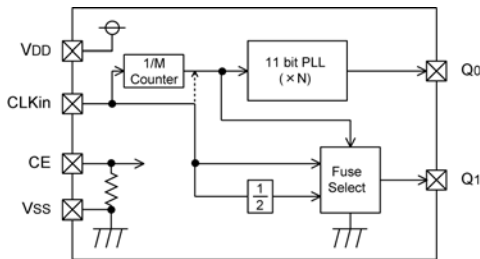 VDD
CLKin
CE
VSS
1/M
Counter
11 bit PLL
(×N)
1
2
Fuse
Select
Q0
Q1